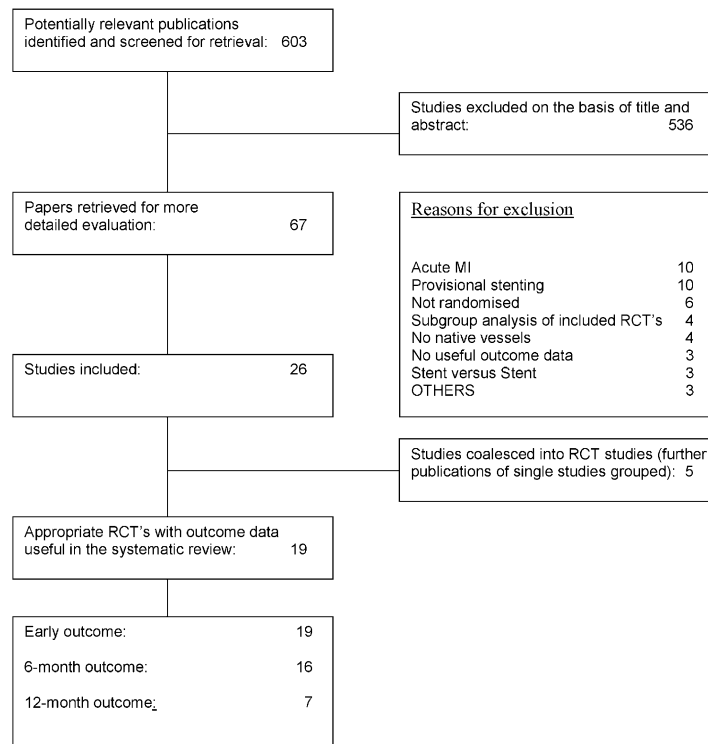 Potentially relevant publications
identified and screened for retrieval: 603
Studies excluded on the basis of title and
abstract: 536
Papers retrieved for more
detailed evaluation: 67
Reasons for exclusion
Acute MI 10
Provisional stenting 10
Not randomised 6
Subgroup analysis of included RCT's 4
No native vessels 4
No useful outcome data 3
Stent versus Stent 3
OTHERS 3
Studies included: 26
Studies coalesced into RCT studies (further
publications of single studies grouped): 5
Appropriate RCT's with outcome data
useful in the systematic review: 19
Early outcome: 19
6-month outcome: 16
12-month outcome: 7